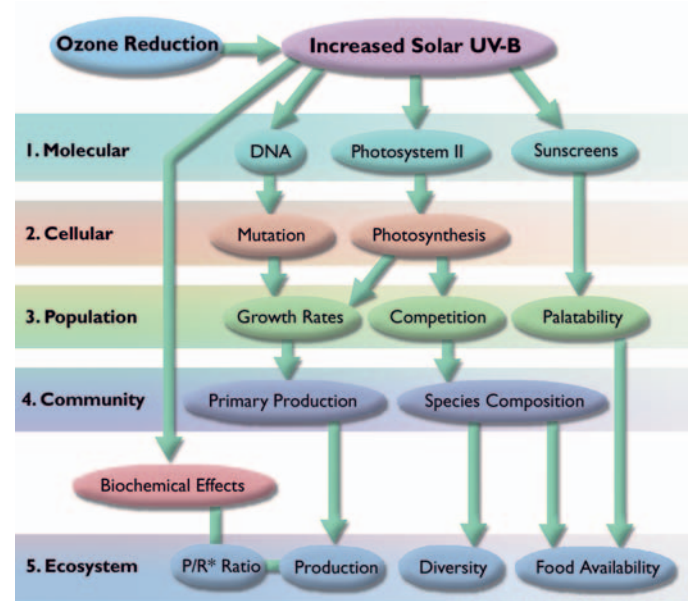 Ozone Reduction
Increased Solar UV-B
1. Molecular
DNA
Photosystem II
Sunscreens
2. Cellular
Mutation
Photosynthesis
3. Population
Growth Rates
Competition
Palatability
4. Community
Primary Production
Species Composition
Biochemical Effects
5. Ecosystem
P/R* Ratio
Production
Diversity
Food Availability